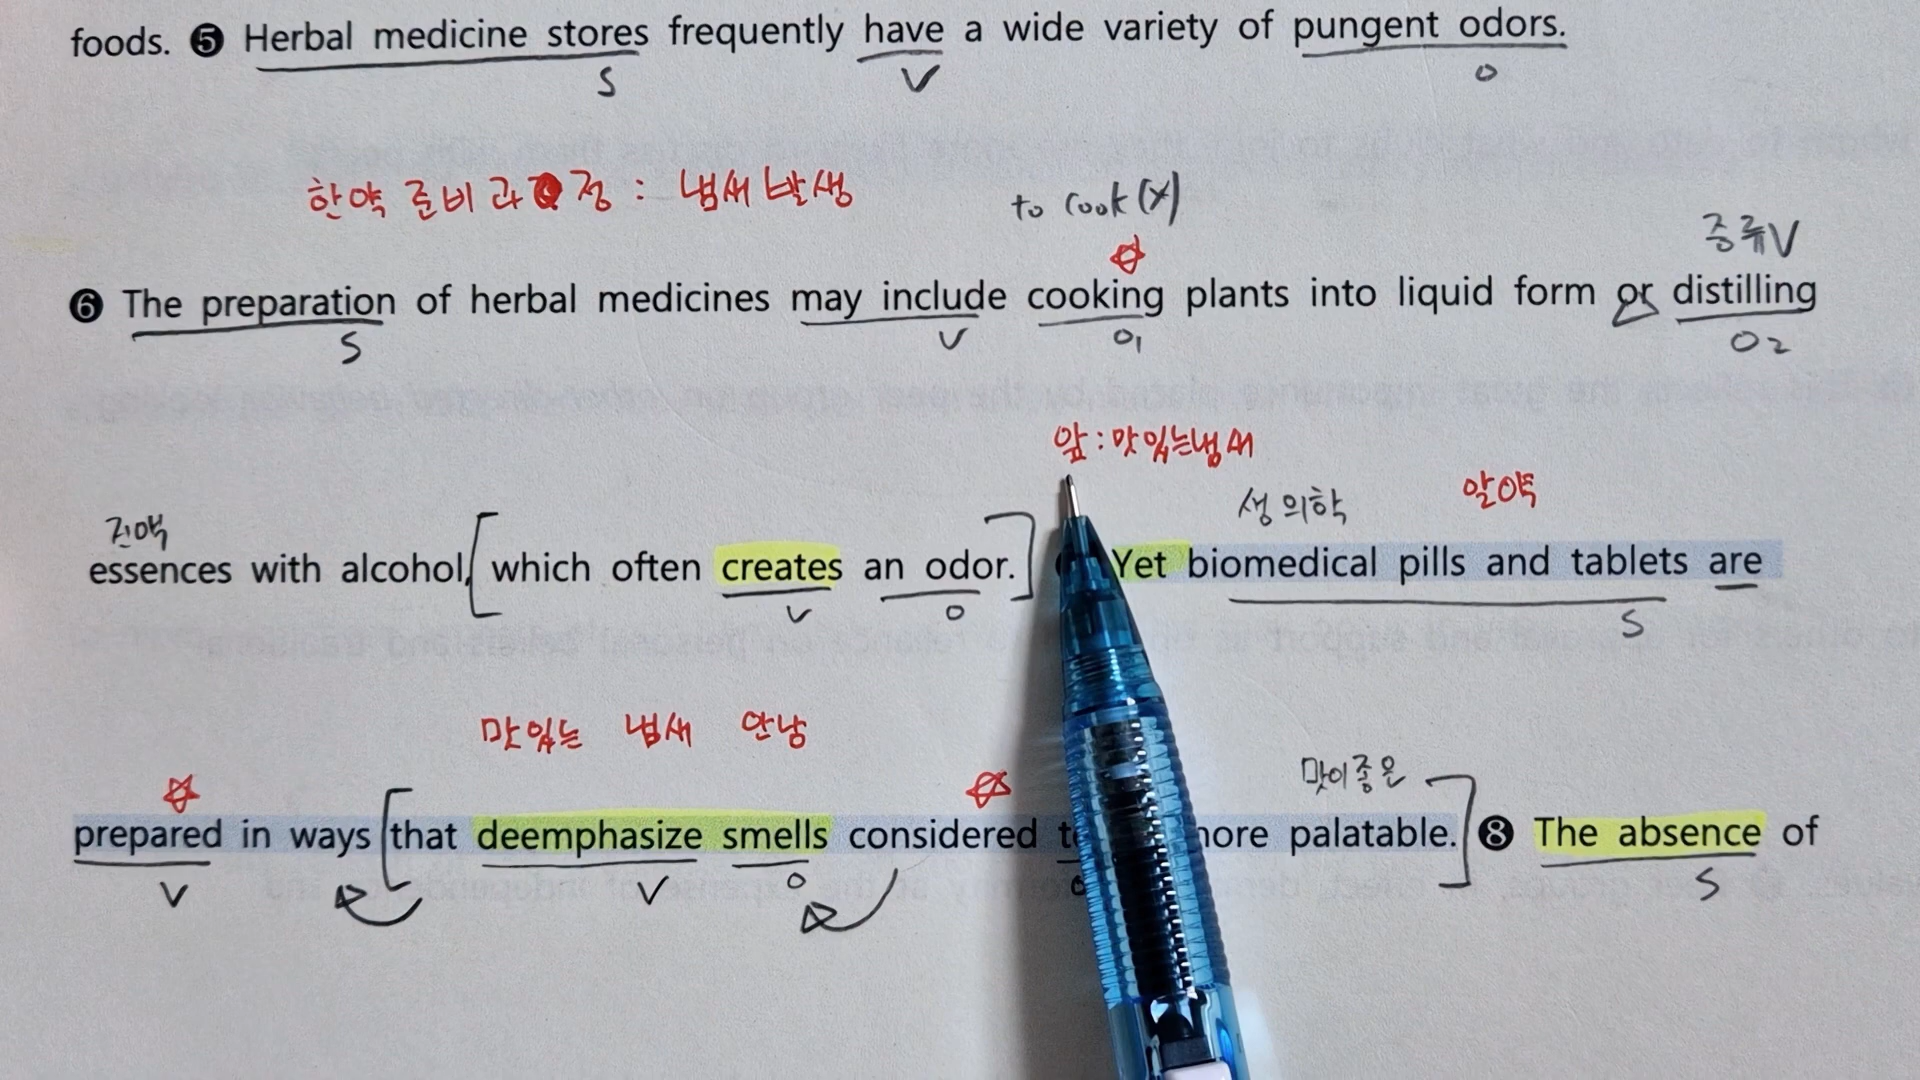 foods. ❺ Herbal medicine stores frequently have a wide variety of pungent odors.
S V O
한약 준비 과정 : 냄새 발생 to cook (x)
증류V
❻ The preparation of herbal medicines may include cooking plants into liquid form or distilling
S V O1 O2
앞 : 맛있는냄새
진액 생의학 알약
essences with alcohol, [which often creates an odor.] Yet biomedical pills and tablets are
V O S
맛있는 냄새 안남
맛이좋은
prepared in ways [that deemphasize smells considered more palatable.] ❽ The absence of
V V O S